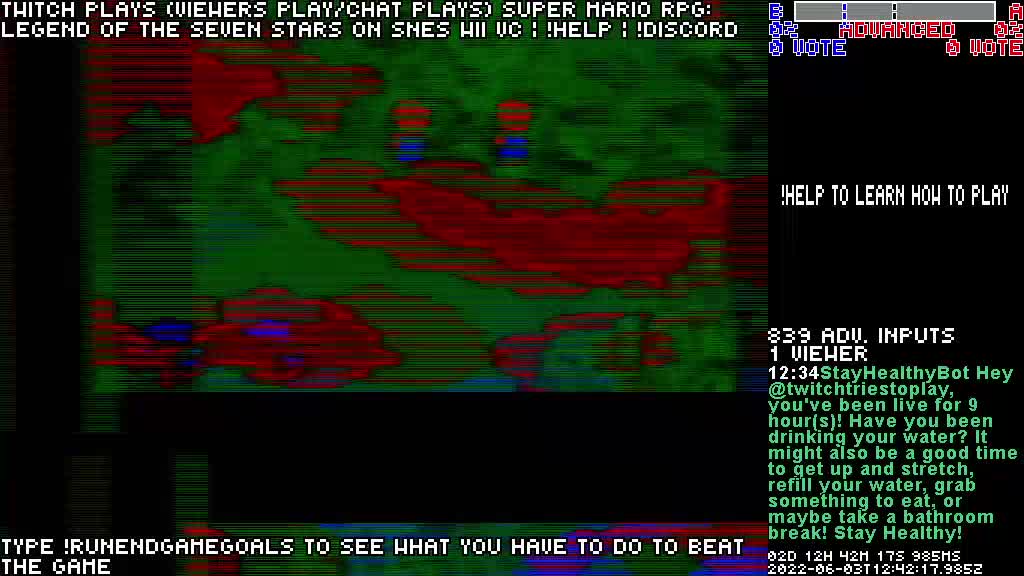 TWITCH PLAYS (VIEWERS PLAY/CHAT PLAYS) SUPER MARIO RPG:
LEGEND OF THE SEVEN STARS ON SNES WII VC | !HELP | !DISCORD
B A
0% ADVANCED 0%
0 VOTE 0 VOTE
!HELP TO LEARN HOW TO PLAY
839 ADV. INPUTS
1 VIEWER
12:34StayHealthyBot Hey
@twitchtriestoplay,
you've been live for 9
hour(s)! Have you been
drinking your water? It
might also be a good time
to get up and stretch,
refill your water, grab
something to eat, or
maybe take a bathroom
break! Stay Healthy!
TYPE !RUNENDGAMEGOALS TO SEE WHAT YOU HAVE TO DO TO BEAT
THE GAME
02D 12H 42M 17S 985MS
2022-06-03T12:42:17.985Z